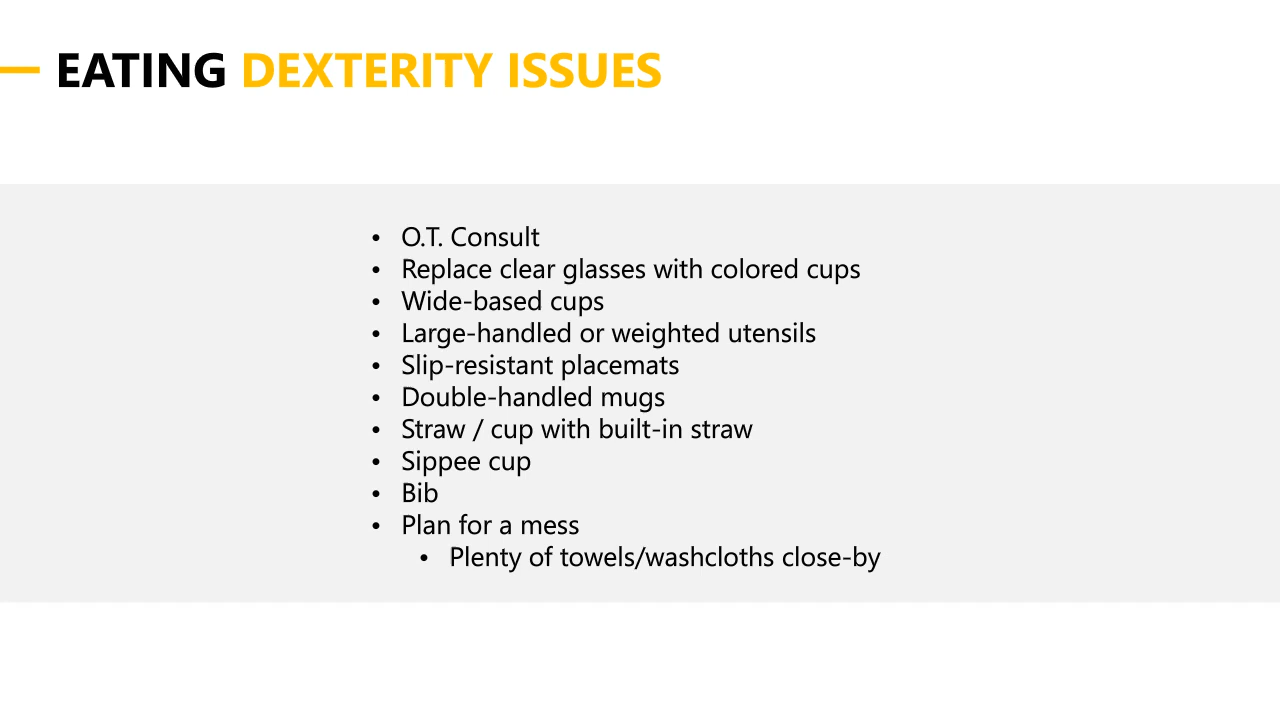 EATING DEXTERITY ISSUES
• O.T. Consult
• Replace clear glasses with colored cups
• Wide-based cups
• Large-handled or weighted utensils
• Slip-resistant placemats
• Double-handled mugs
• Straw / cup with built-in straw
• Sippee cup
• Bib
• Plan for a mess
• Plenty of towels/washcloths close-by